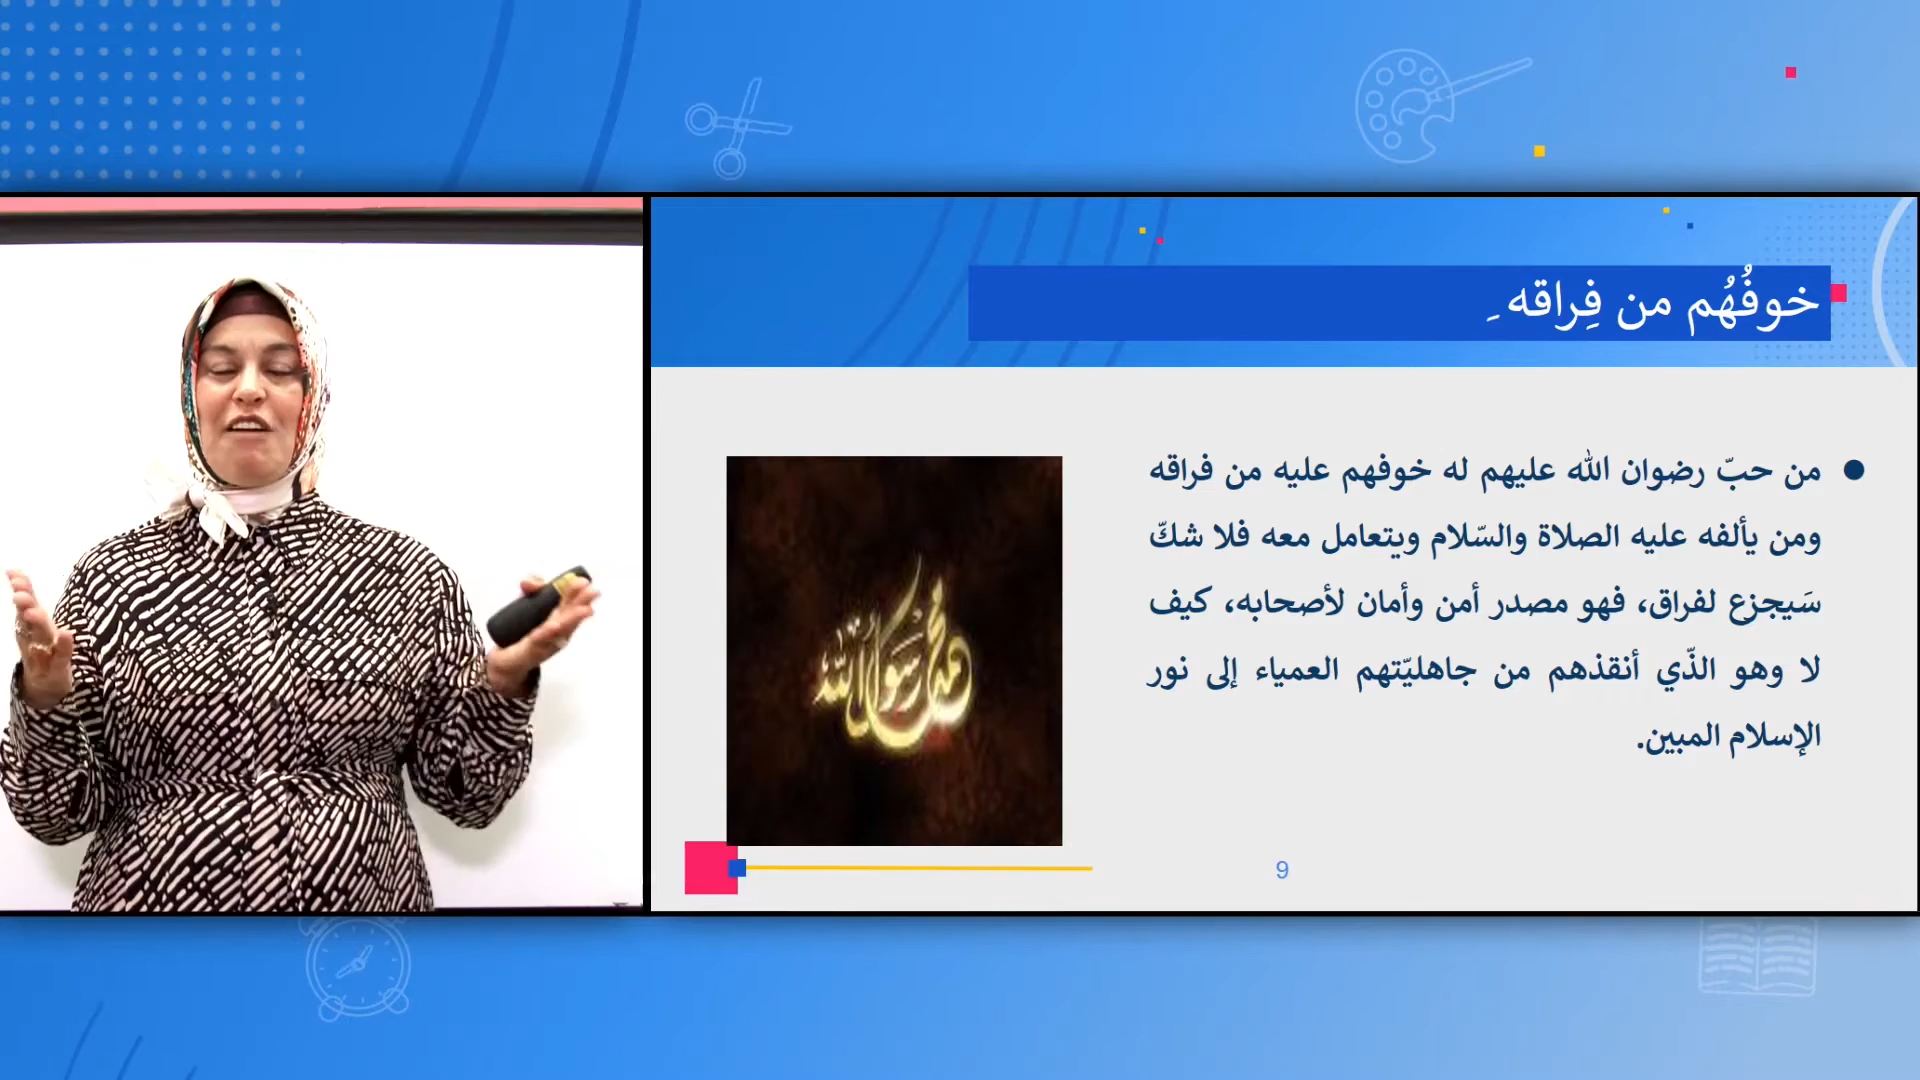 خوفُهُم من فِراقه ِ
من حبّ رضوان الله عليهم له خوفهم عليه من فراقه
ومن يألفه عليه الصلاة والسّلام ويتعامل معه فلا شكّ
سَيجزع لفراق، فهو مصدر أمن وأمان لأصحابه، كيف
لا وهو الذّي أنقذهم من جاهليّتهم العمياء إلى نور
الإسلام المبين.
محمد رسول الله
9